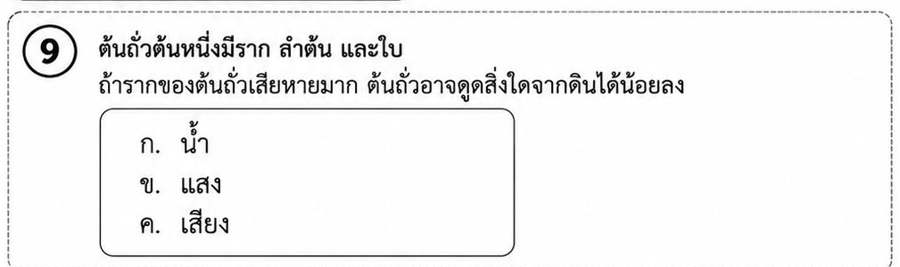 9
ต้นถั่วต้นหนึ่งมีราก ลำต้น และใบ
ถ้ารากของต้นถั่วเสียหายมาก ต้นถั่วอาจดูดสิ่งใดจากดินได้น้อยลง
ก. น้ำ
ข. แสง
ค. เสียง